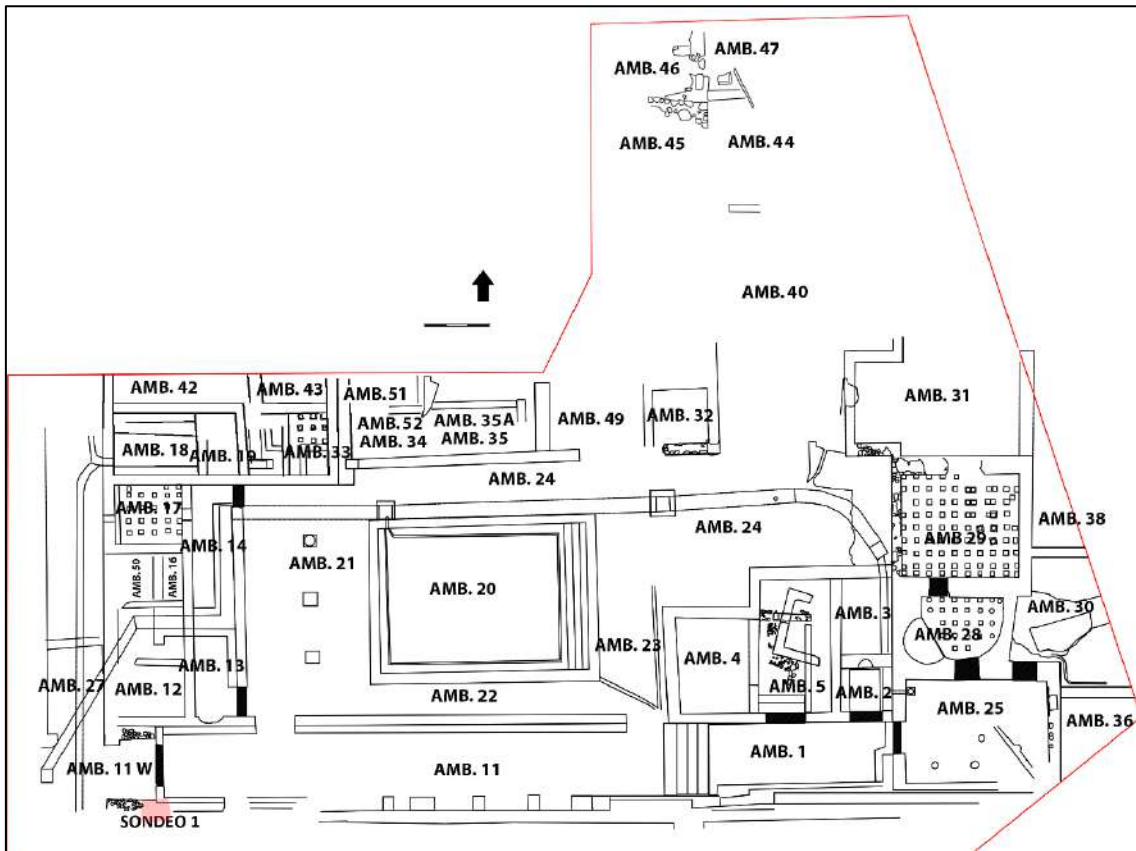 AMB. 47
AMB. 46
AMB. 45
AMB. 44
AMB. 40
AMB. 42
AMB. 43
AMB. 51
AMB. 52
AMB. 35A
AMB. 49
AMB. 32
AMB. 31
AMB. 18
AMB. 19
AMB. 33
AMB. 34
AMB. 35
AMB. 24
AMB. 17
AMB. 24
AMB. 38
AMB. 29
AMB. 14
AMB. 21
AMB. 20
AMB. 50
AMB. 16
AMB. 3
AMB. 30
AMB. 28
AMB. 23
AMB. 4
AMB. 13
AMB. 27
AMB. 12
AMB. 22
AMB. 5
AMB. 2
AMB. 25
AMB. 36
AMB. 11 W
AMB. 11
AMB. 1
SONDEO 1